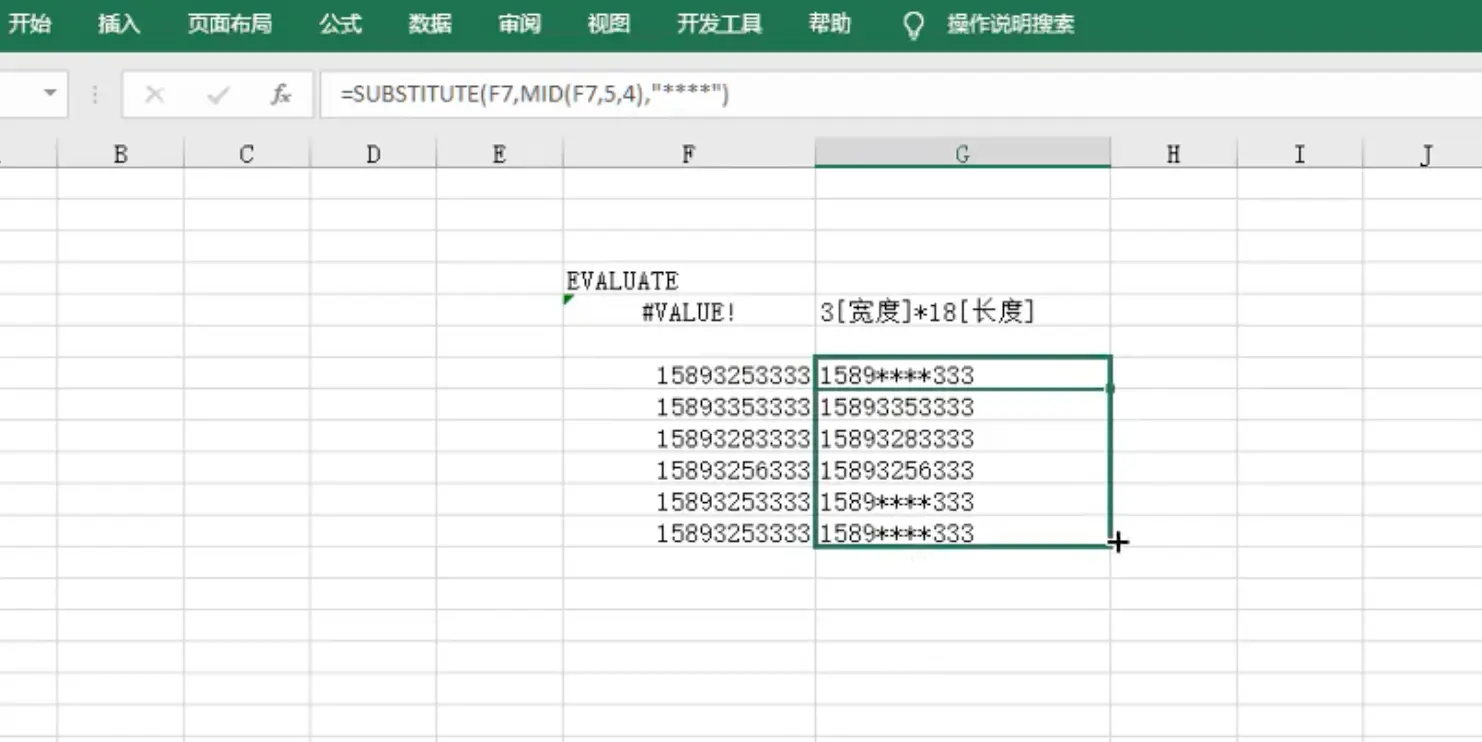 开始 插入 页面布局 公式 数据 审阅 视图 开发工具 帮助 操作说明搜索
fx =SUBSTITUTE(F7,MID(F7,5,4),"****")
B C D E F G H I J
EVALUATE
#VALUE! 3[宽度]*18[长度]
15893253333 1589****333
15893353333 15893353333
15893283333 15893283333
15893256333 15893256333
15893253333 1589****333
15893253333 1589****333